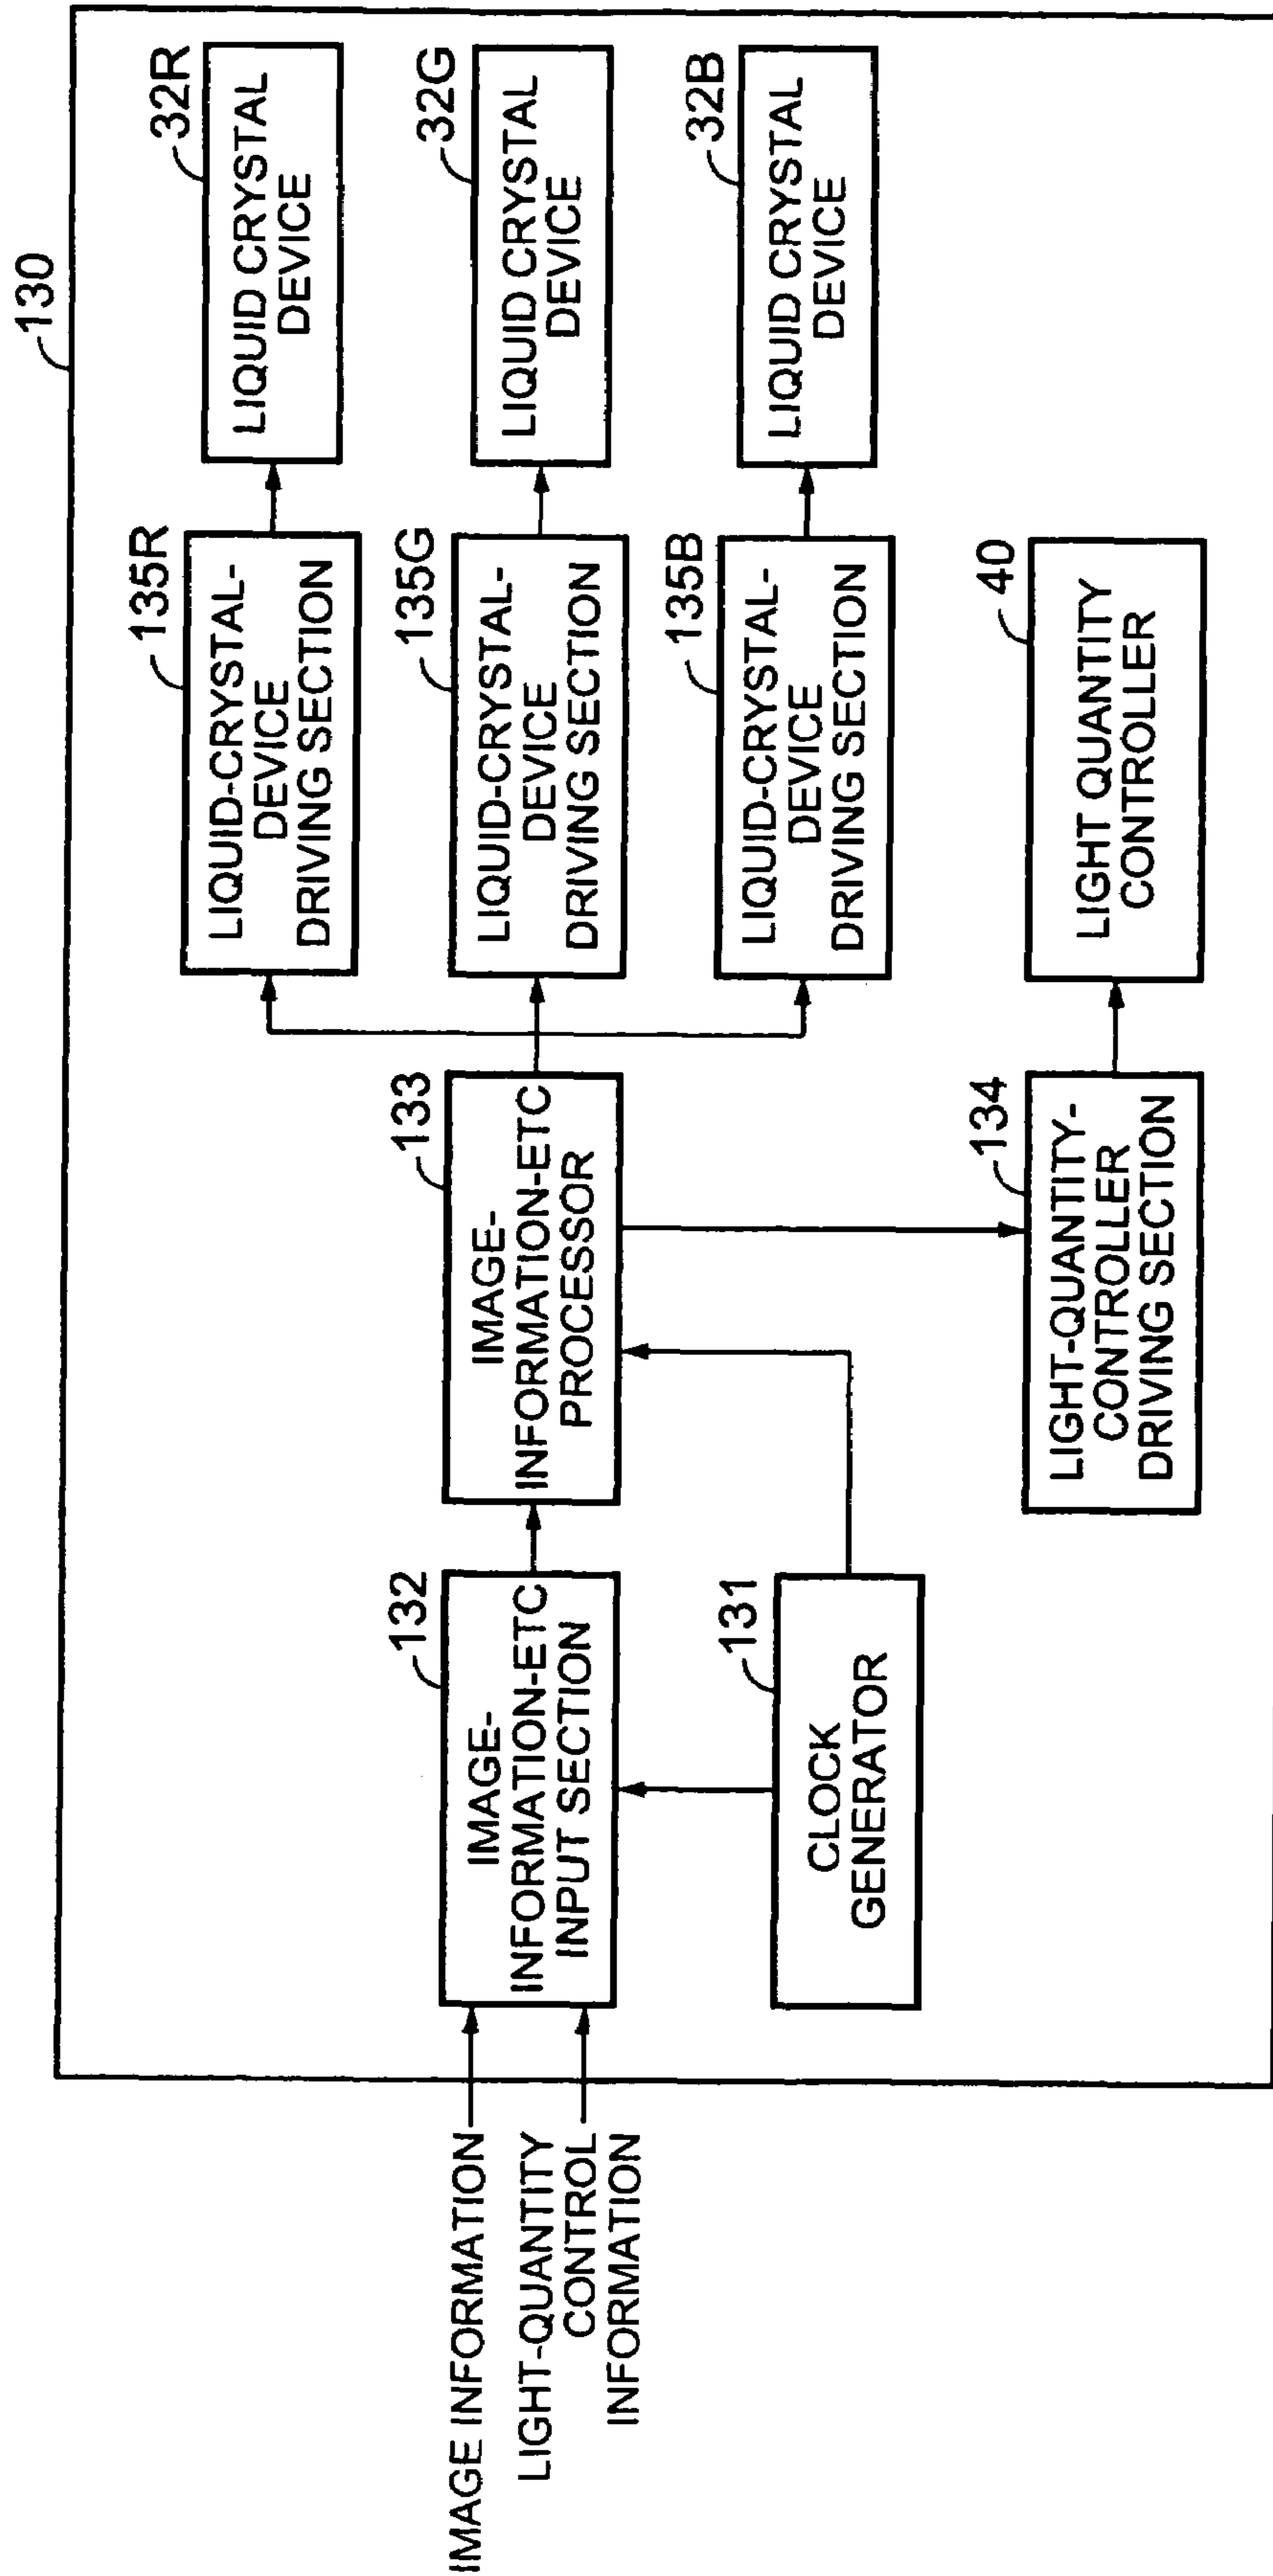 130
135R
LIQUID-CRYSTAL-
DEVICE
DRIVING SECTION
32R
LIQUID CRYSTAL
DEVICE
IMAGE INFORMATION
LIGHT-QUANTITY
CONTROL
INFORMATION
132
IMAGE-
INFORMATION-ETC
INPUT SECTION
133
IMAGE-
INFORMATION-ETC
PROCESSOR
135G
LIQUID-CRYSTAL-
DEVICE
DRIVING SECTION
32G
LIQUID CRYSTAL
DEVICE
131
CLOCK
GENERATOR
135B
LIQUID-CRYSTAL-
DEVICE
DRIVING SECTION
32B
LIQUID CRYSTAL
DEVICE
134
LIGHT-QUANTITY-
CONTROLLER
DRIVING SECTION
40
LIGHT QUANTITY
CONTROLLER